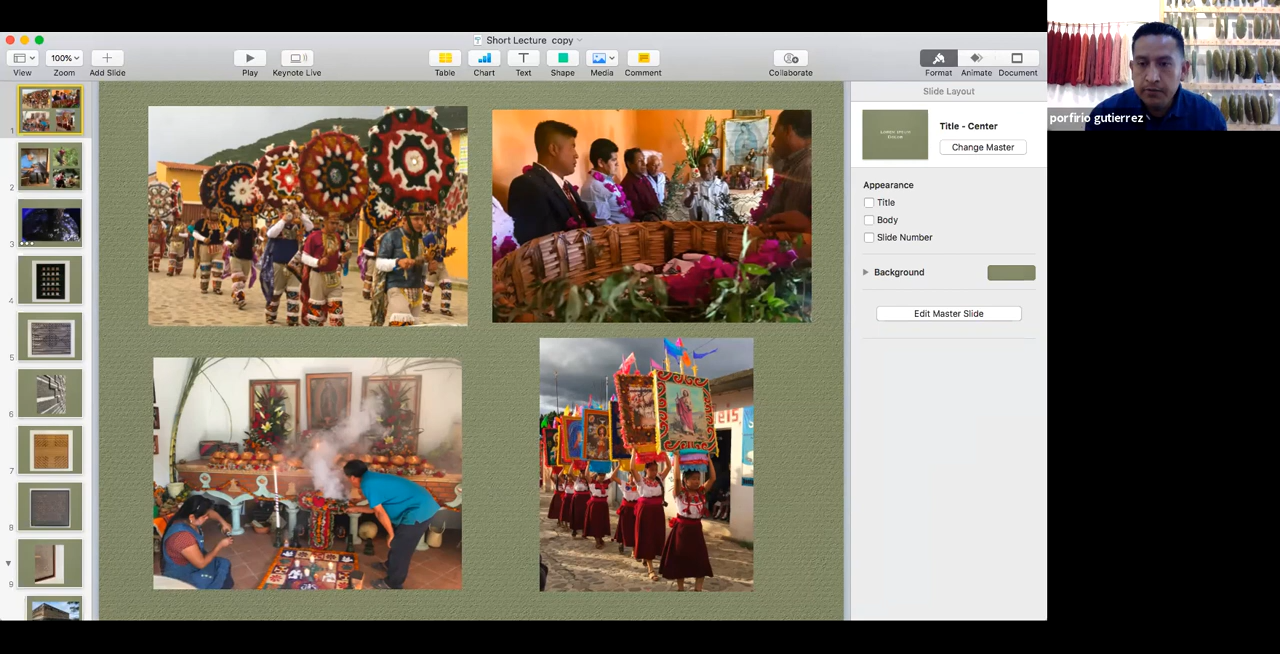 Short Lecture copy
View
100%
Zoom
Add Slide
Play
Keynote Live
Table
Chart
Text
Shape
Media
Comment
Collaborate
Format
Animate
Document
porfirio gutierrez
Slide Layout
Title - Center
Change Master
Appearance
Title
Body
Slide Number
Background
Edit Master Slide
1
2
3
4
5
6
7
8
9